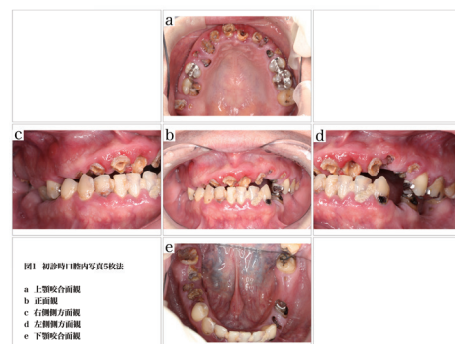 a
c
b
d
e
図1 初診時口腔内写真5枚法
a 上顎咬合面観
b 正面観
c 右側側方面観
d 左側側方面観
e 下顎咬合面観